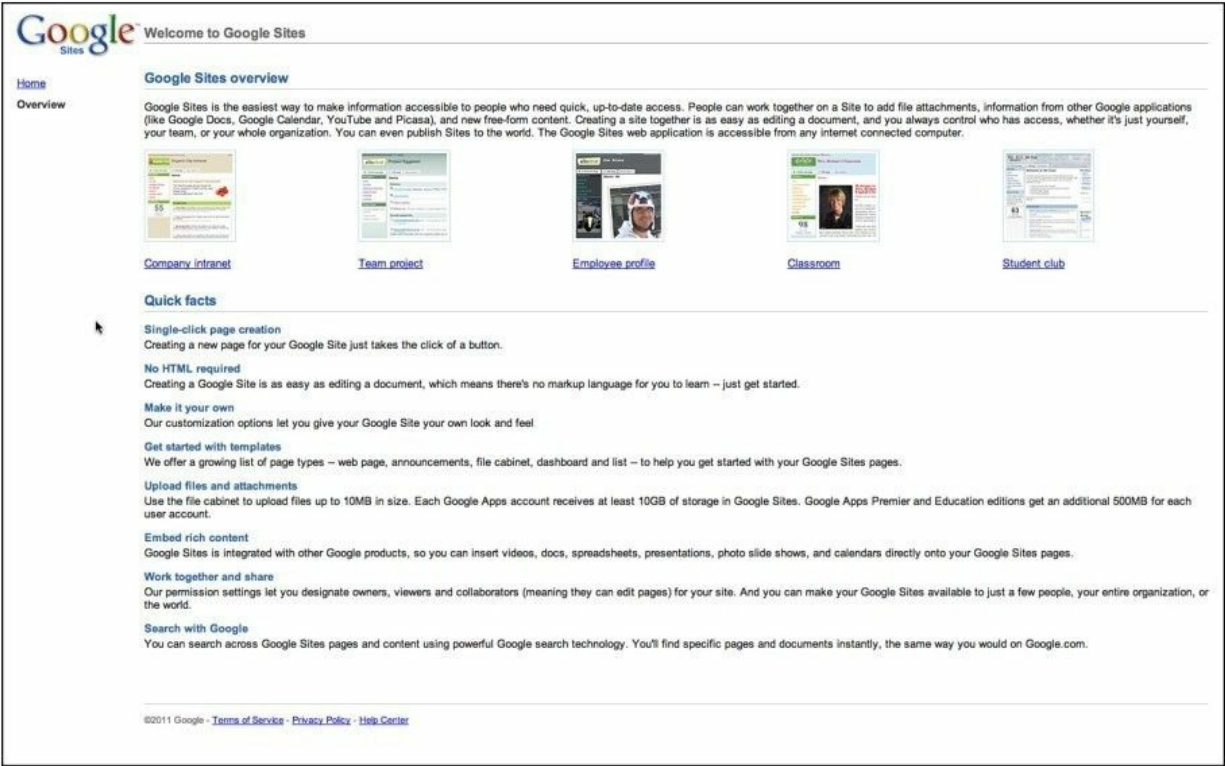 Google Sites
Welcome to Google Sites
Home
Overview
Google Sites overview
Google Sites is the easiest way to make information accessible to people who need quick, up-to-date access. People can work together on a Site to add file attachments, information from other Google applications
(like Google Docs, Google Calendar, YouTube and Picasa), and new free-form content. Creating a site together is as easy as editing a document, and you always control who has access, whether it's just yourself,
your team, or your whole organization. You can even publish Sites to the world. The Google Sites web application is accessible from any internet connected computer.
Company intranet
Team project
Employee profile
Classroom
Student club
Quick facts
Single-click page creation
Creating a new page for your Google Site just takes the click of a button.
No HTML required
Creating a Google Site is as easy as editing a document, which means there's no markup language for you to learn -- just get started.
Make it your own
Our customization options let you give your Google Site your own look and feel
Get started with templates
We offer a growing list of page types -- web page, announcements, file cabinet, dashboard and list -- to help you get started with your Google Sites pages.
Upload files and attachments
Use the file cabinet to upload files up to 10MB in size. Each Google Apps account receives at least 10GB of storage in Google Sites. Google Apps Premier and Education editions get an additional 500MB for each
user account.
Embed rich content
Google Sites is integrated with other Google products, so you can insert videos, docs, spreadsheets, presentations, photo slide shows, and calendars directly onto your Google Sites pages.
Work together and share
Our permission settings let you designate owners, viewers and collaborators (meaning they can edit pages) for your site. And you can make your Google Sites available to just a few people, your entire organization, or
the world.
Search with Google
You can search across Google Sites pages and content using powerful Google search technology. You'll find specific pages and documents instantly, the same way you would on Google.com.
©2011 Google - Terms of Service - Privacy Policy - Help Center